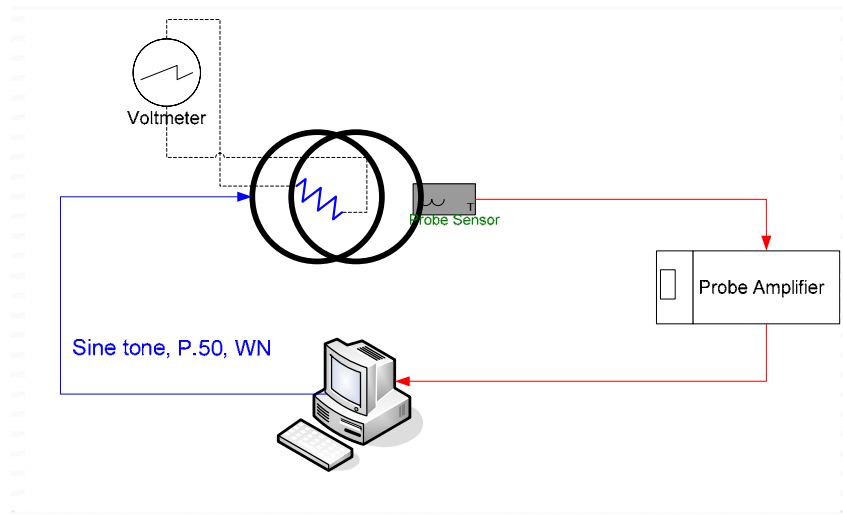 Voltmeter
T
Probe Sensor
Probe Amplifier
Sine tone, P.50, WN